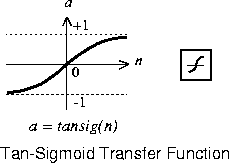 a
+1
n
0
-1
a = tansig(n)
Tan-Sigmoid Transfer Function